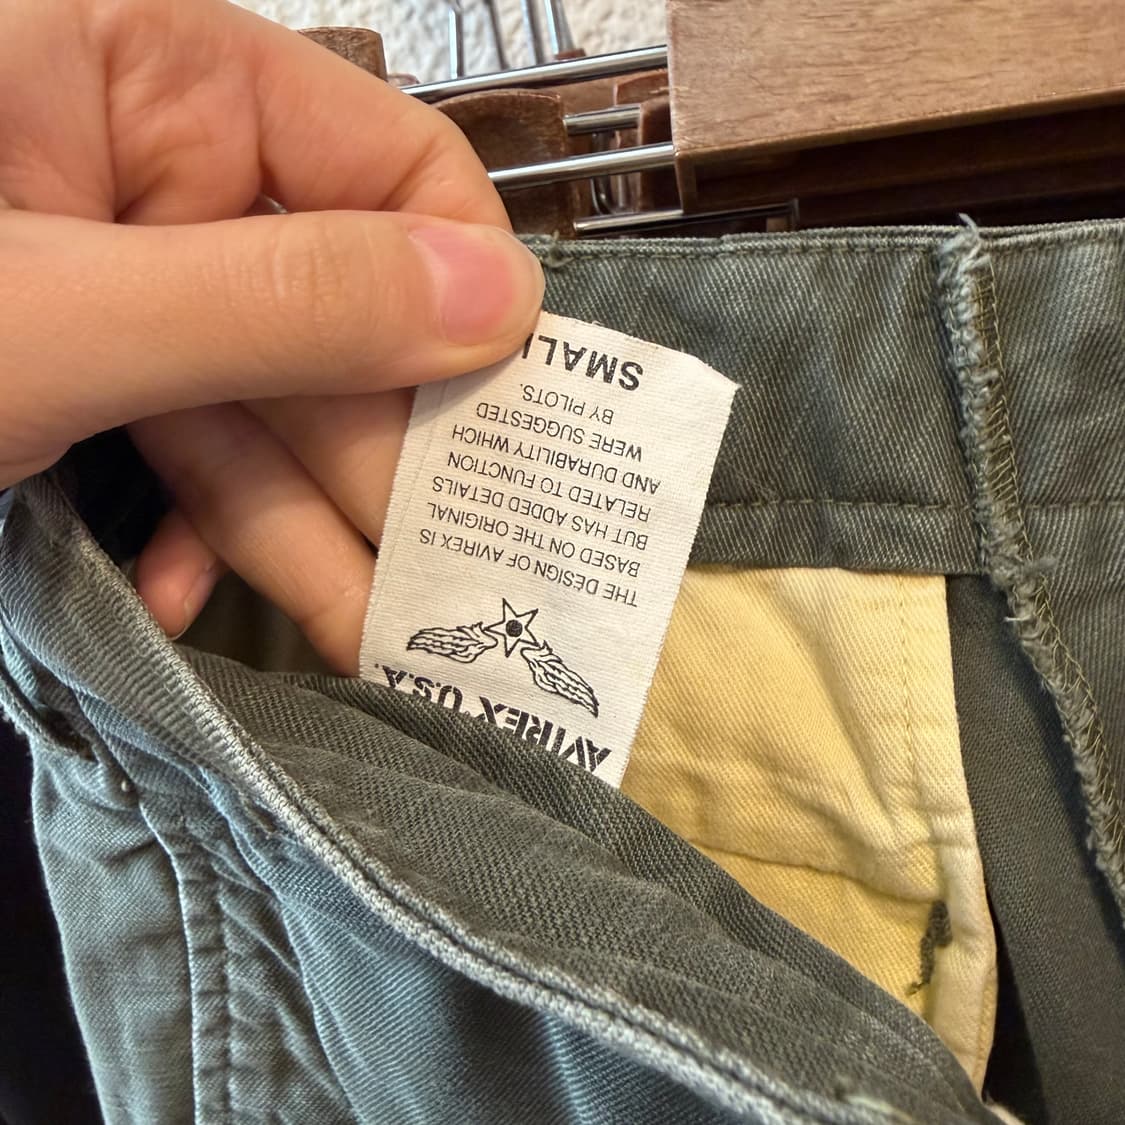 AVIREX U.S.A.
THE DESIGN OF AVIREX IS
BASED ON THE ORIGINAL
BUT HAS ADDED DETAILS
RELATED TO FUNCTION
AND DURABILITY WHICH
WERE SUGGESTED
BY PILOTS.
SMALL